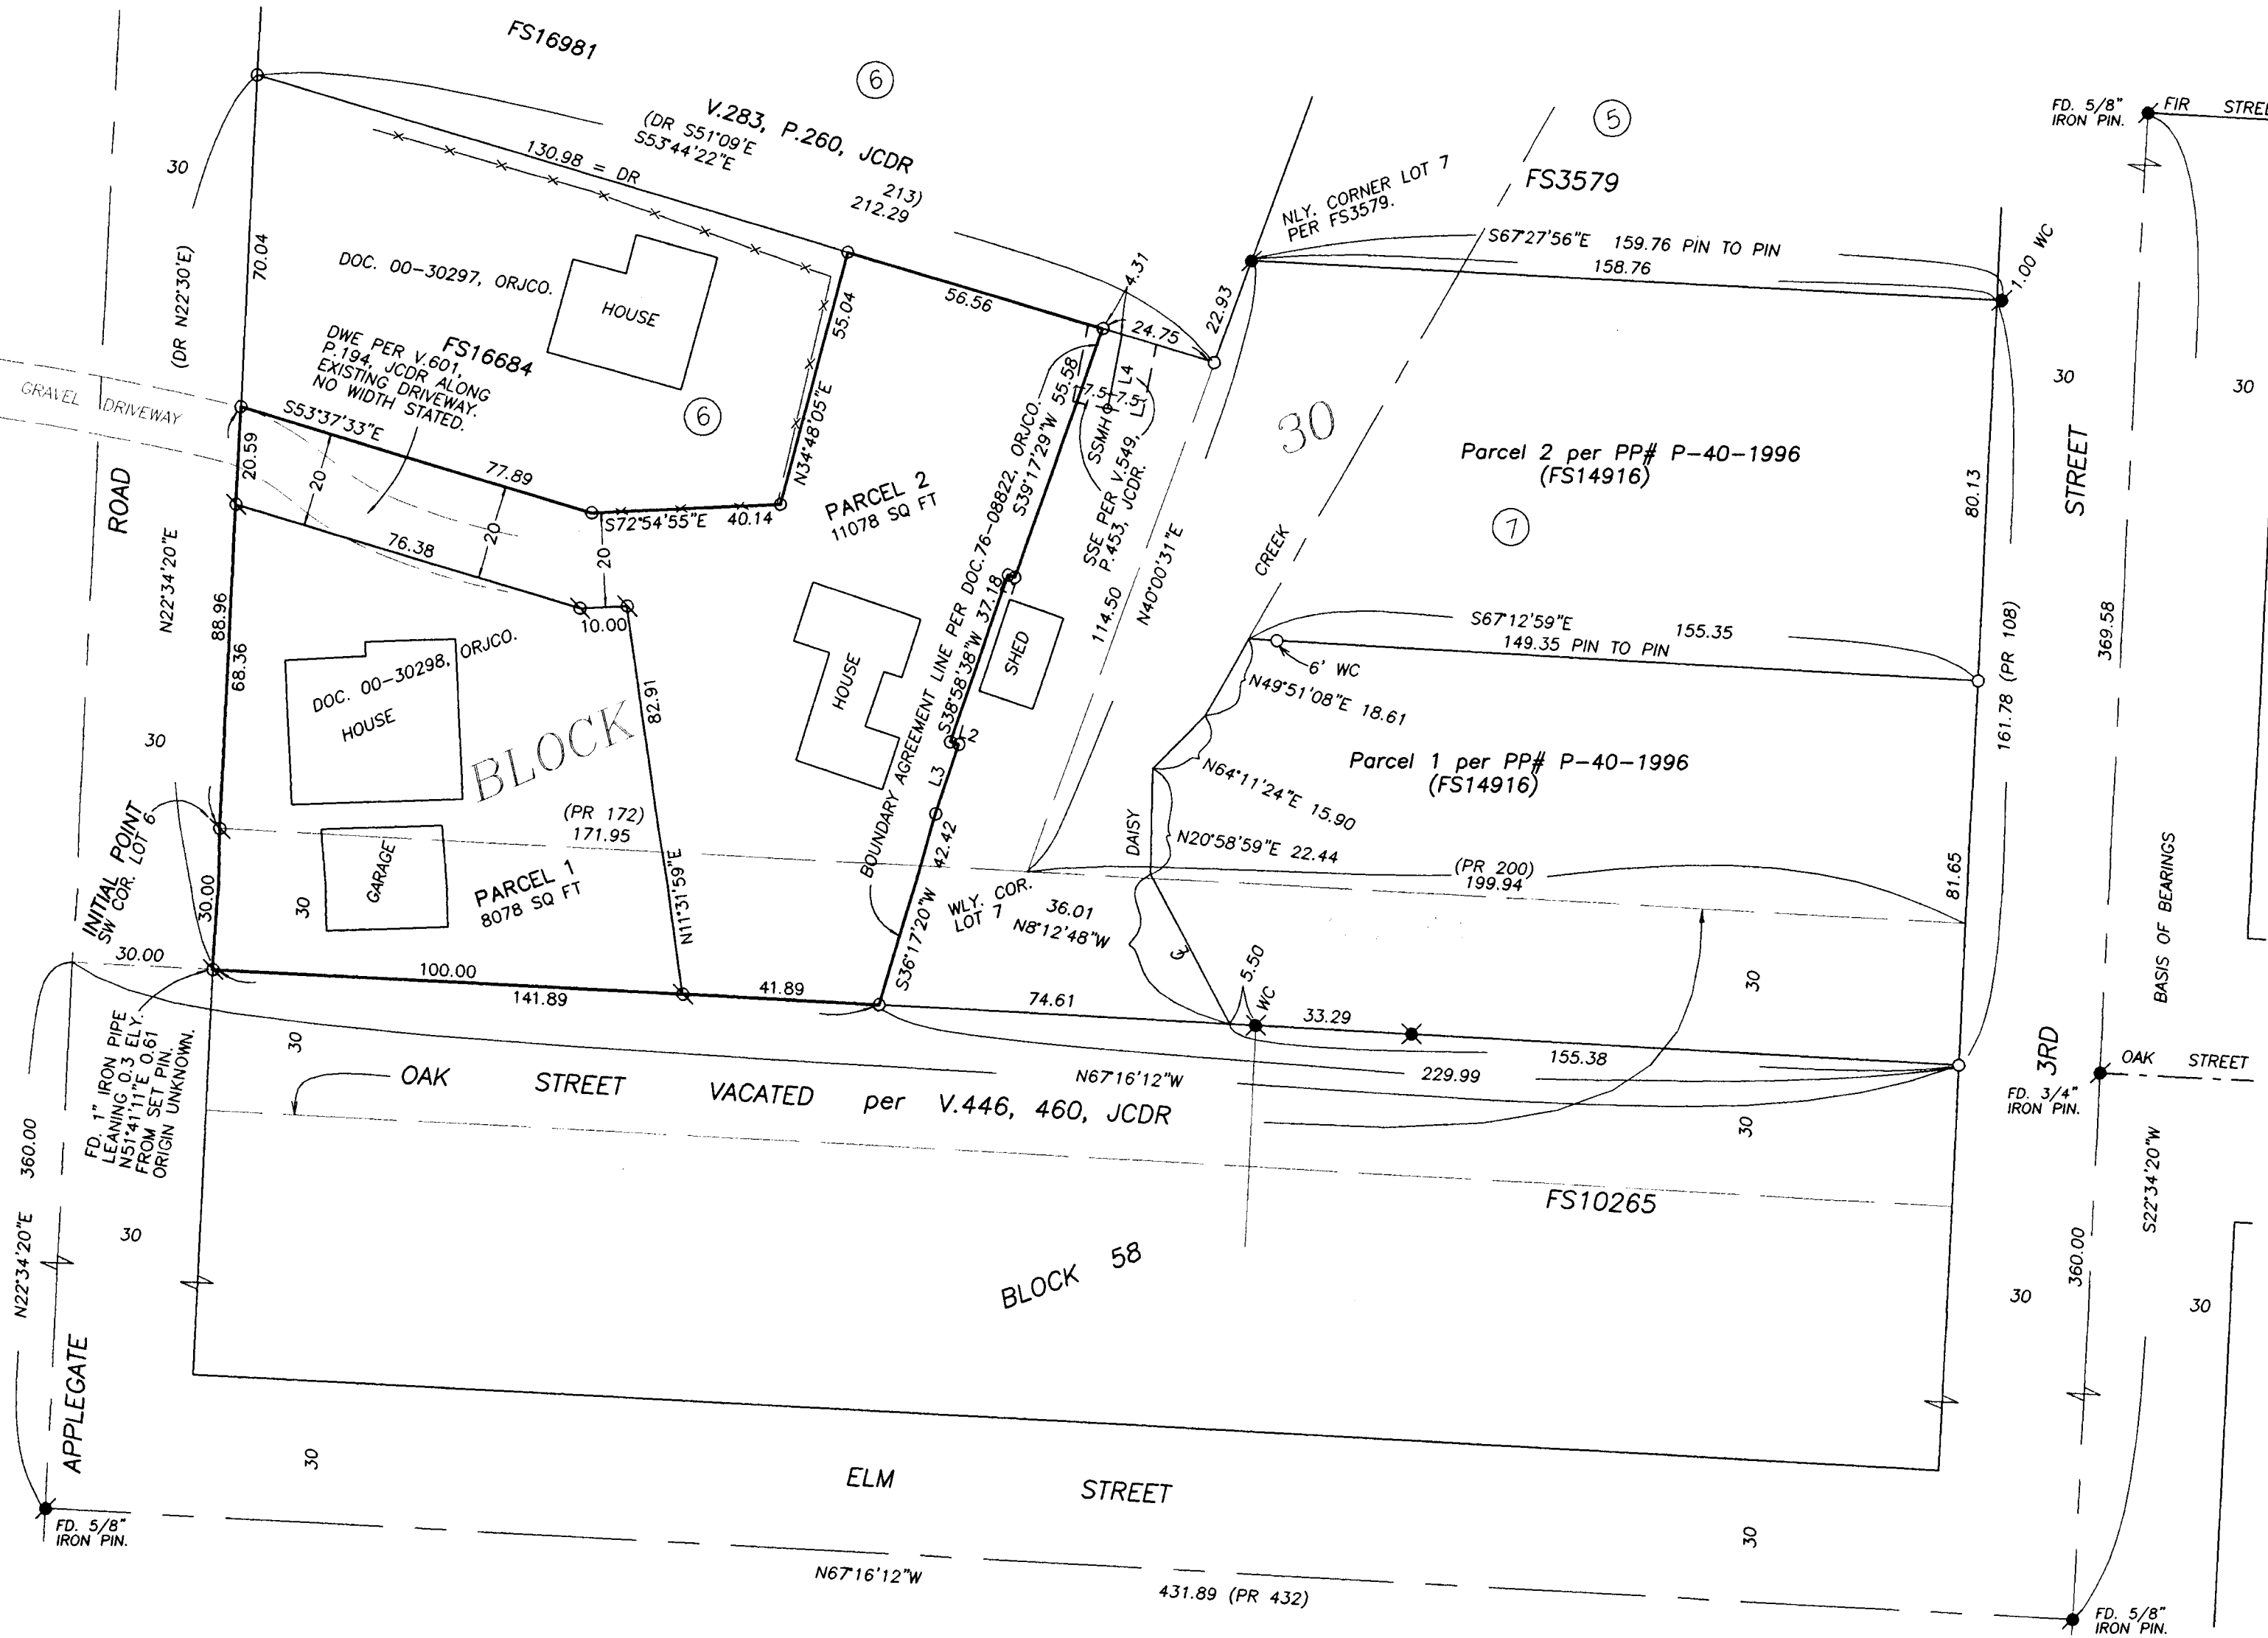 FS16981
6
V.283, P.260, JCDR
(DR S51°09'E
S53°44'22"E
213)
212.29
130.98 = DR
30
(DR N22°30'E)
70.04
DOC. 00-30297, ORJCO.
HOUSE
FS16684
DWE PER V.601,
P.194, JCDR ALONG
EXISTING DRIVEWAY.
NO WIDTH STATED.
GRAVEL DRIVEWAY
S53°37'33"E
77.89
20.59
20
20
20
76.38
10.00
6
55.04
N34°48'05"E
S72°54'55"E 40.14
56.56
4.31
24.75
22.93
5
FS3579
NLY. CORNER LOT 7
PER FS3579.
S67°27'56"E 159.76 PIN TO PIN
158.76
1.00 WC
FD. 5/8"
IRON PIN.
FIR STREE
30
30
STREET
7.5
7.5
L4
L1
SSMH
SSE PER V.549,
P.453, JCDR.
S39°17'29"W 55.58
BOUNDARY AGREEMENT LINE PER DOC.76-08822, ORJCO.
PARCEL 2
11078 SQ FT
30
Parcel 2 per PP# P-40-1996
(FS14916)
7
80.13
CREEK
N40°00'31"E
114.50
ROAD
N22°34'20"E
88.96
68.36
DOC. 00-30298, ORJCO.
HOUSE
BLOCK
82.91
N11°31'59"E
HOUSE
S38°58'38"W 37.18
SHED
L2
L3
42.42
S36°17'20"W
S67°12'59"E
155.35
149.35 PIN TO PIN
6' WC
N49°51'08"E 18.61
Parcel 1 per PP# P-40-1996
(FS14916)
N64°11'24"E 15.90
DAISY
N20°58'59"E 22.44
161.78 (PR 108)
369.58
30
INITIAL POINT
SW COR. LOT 6
(PR 172)
171.95
30.00
GARAGE
30
PARCEL 1
8078 SQ FT
WLY. COR.
LOT 7
36.01
N8°12'48"W
(PR 200)
199.94
81.65
BASIS OF BEARINGS
30.00
100.00
141.89
41.89
74.61
5.50
WC
33.29
155.38
30
FD. 1" IRON PIPE
LEANING 0.3 ELY.
N51°41'11"E 0.61
FROM SET PIN.
ORIGIN UNKNOWN.
30
N67°16'12"W
229.99
OAK STREET VACATED per V.446, 460, JCDR
30
3RD
OAK STREET
FD. 3/4"
IRON PIN.
N22°34'20"E 360.00
30
FS10265
BLOCK 58
S22°34'20"W
360.00
30
30
APPLEGATE
30
ELM STREET
30
FD. 5/8"
IRON PIN.
N67°16'12"W
431.89 (PR 432)
FD. 5/8"
IRON PIN.